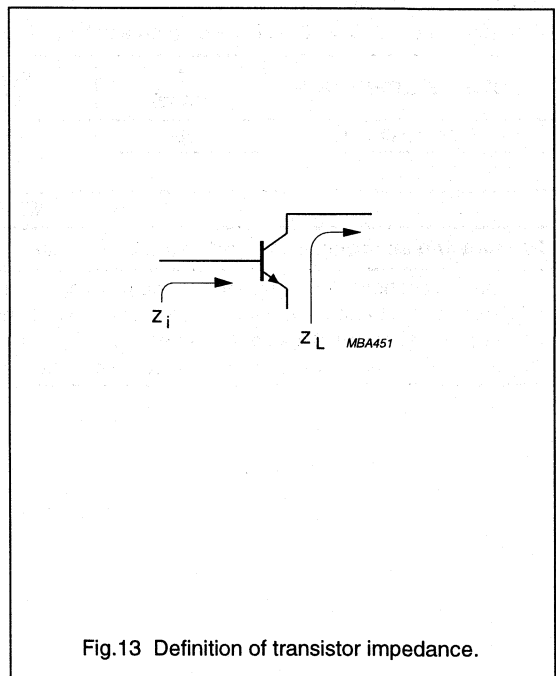 Z i
Z L MBA451
Fig.13 Definition of transistor impedance.